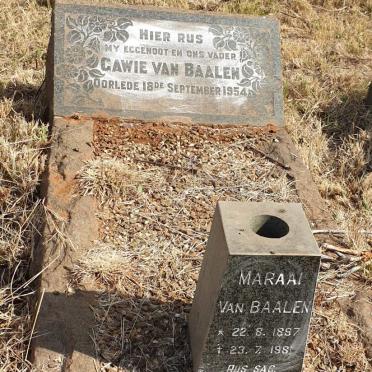 HIER RUS
MY EGGENOOT EN ONS VADER
GAWIE VAN BAALEN
OORLEDE 18DE SEPTEMBER 1954
MARAAI
VAN BAALEN
* 22.8.1887
† 23.7.198
RUS SAG